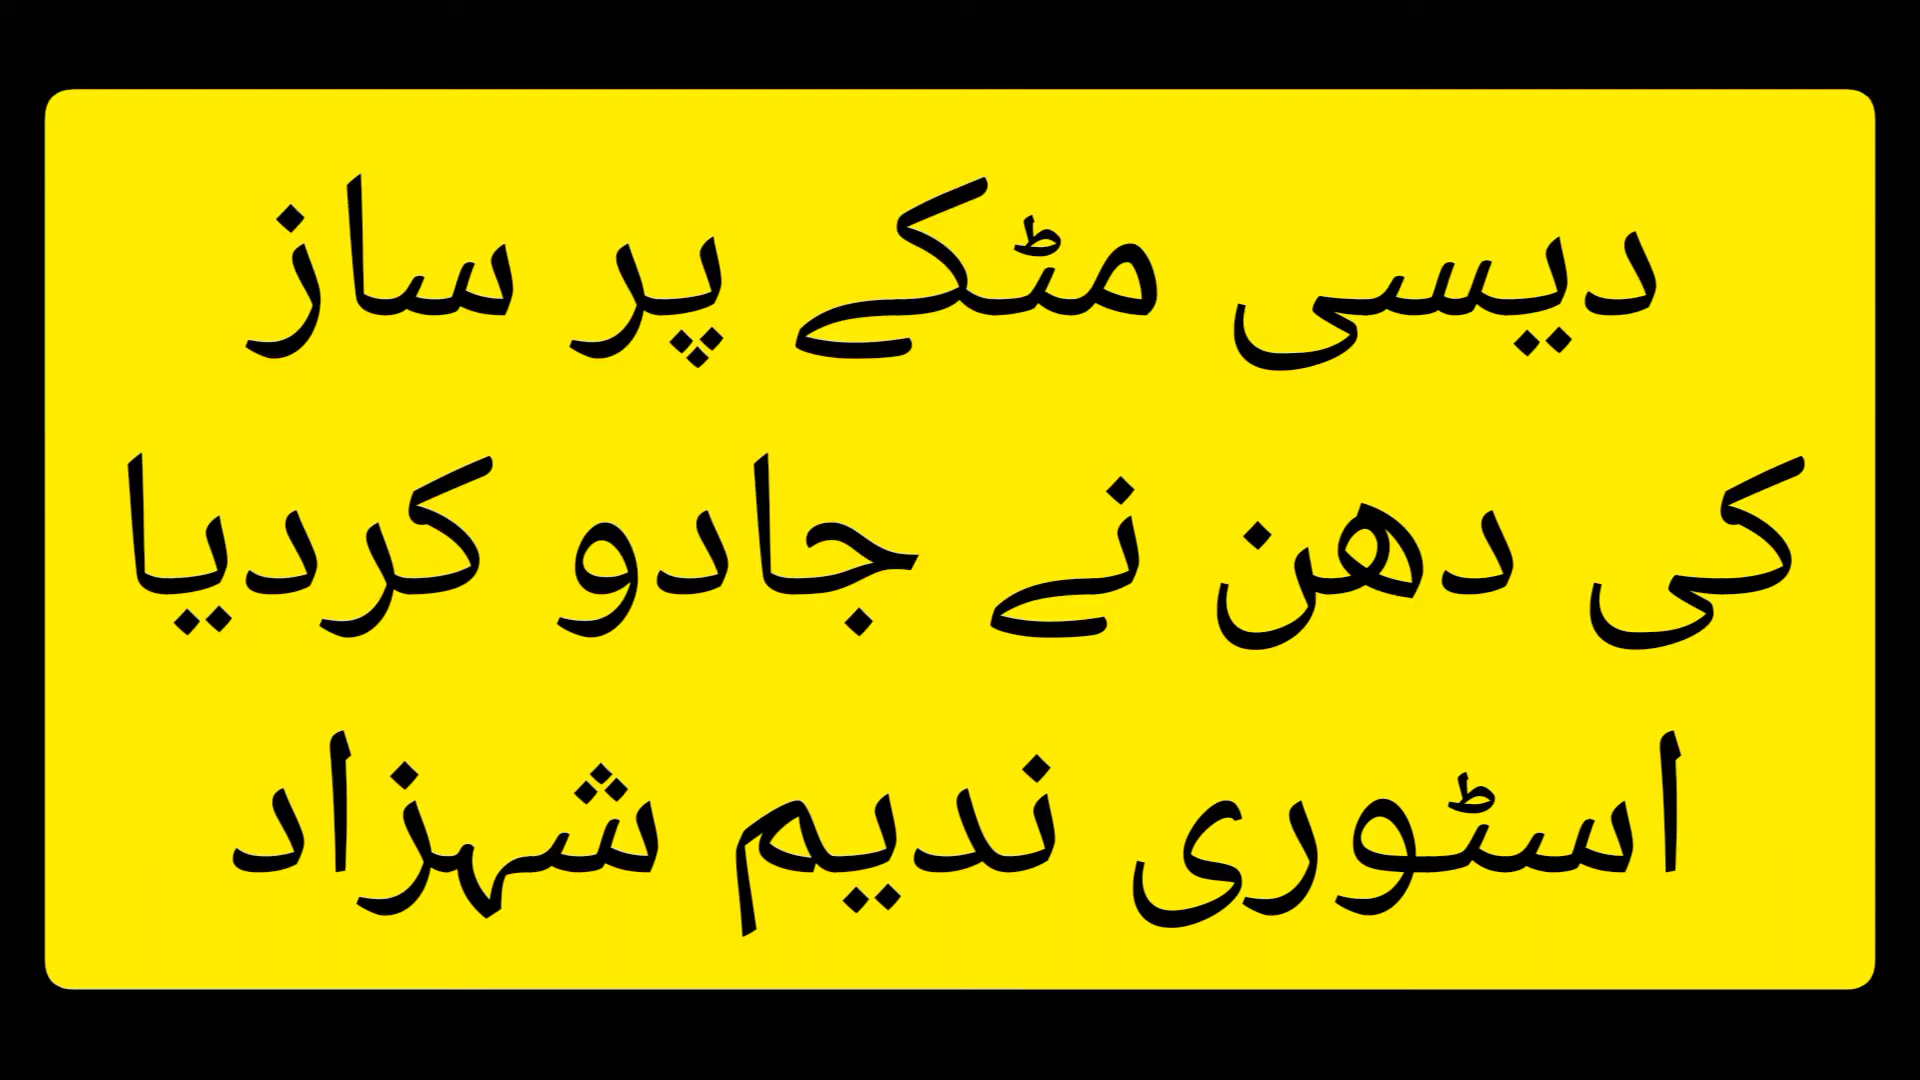 دیسی مٹکے پر ساز
کی دھن نے جادو کردیا
اسٹوری ندیم شہزاد